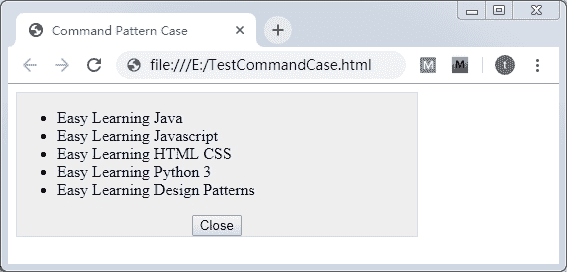 Command Pattern Case
file:///E:/TestCommandCase.html
M
M
t
Easy Learning Java
Easy Learning Javascript
Easy Learning HTML CSS
Easy Learning Python 3
Easy Learning Design Patterns
Close